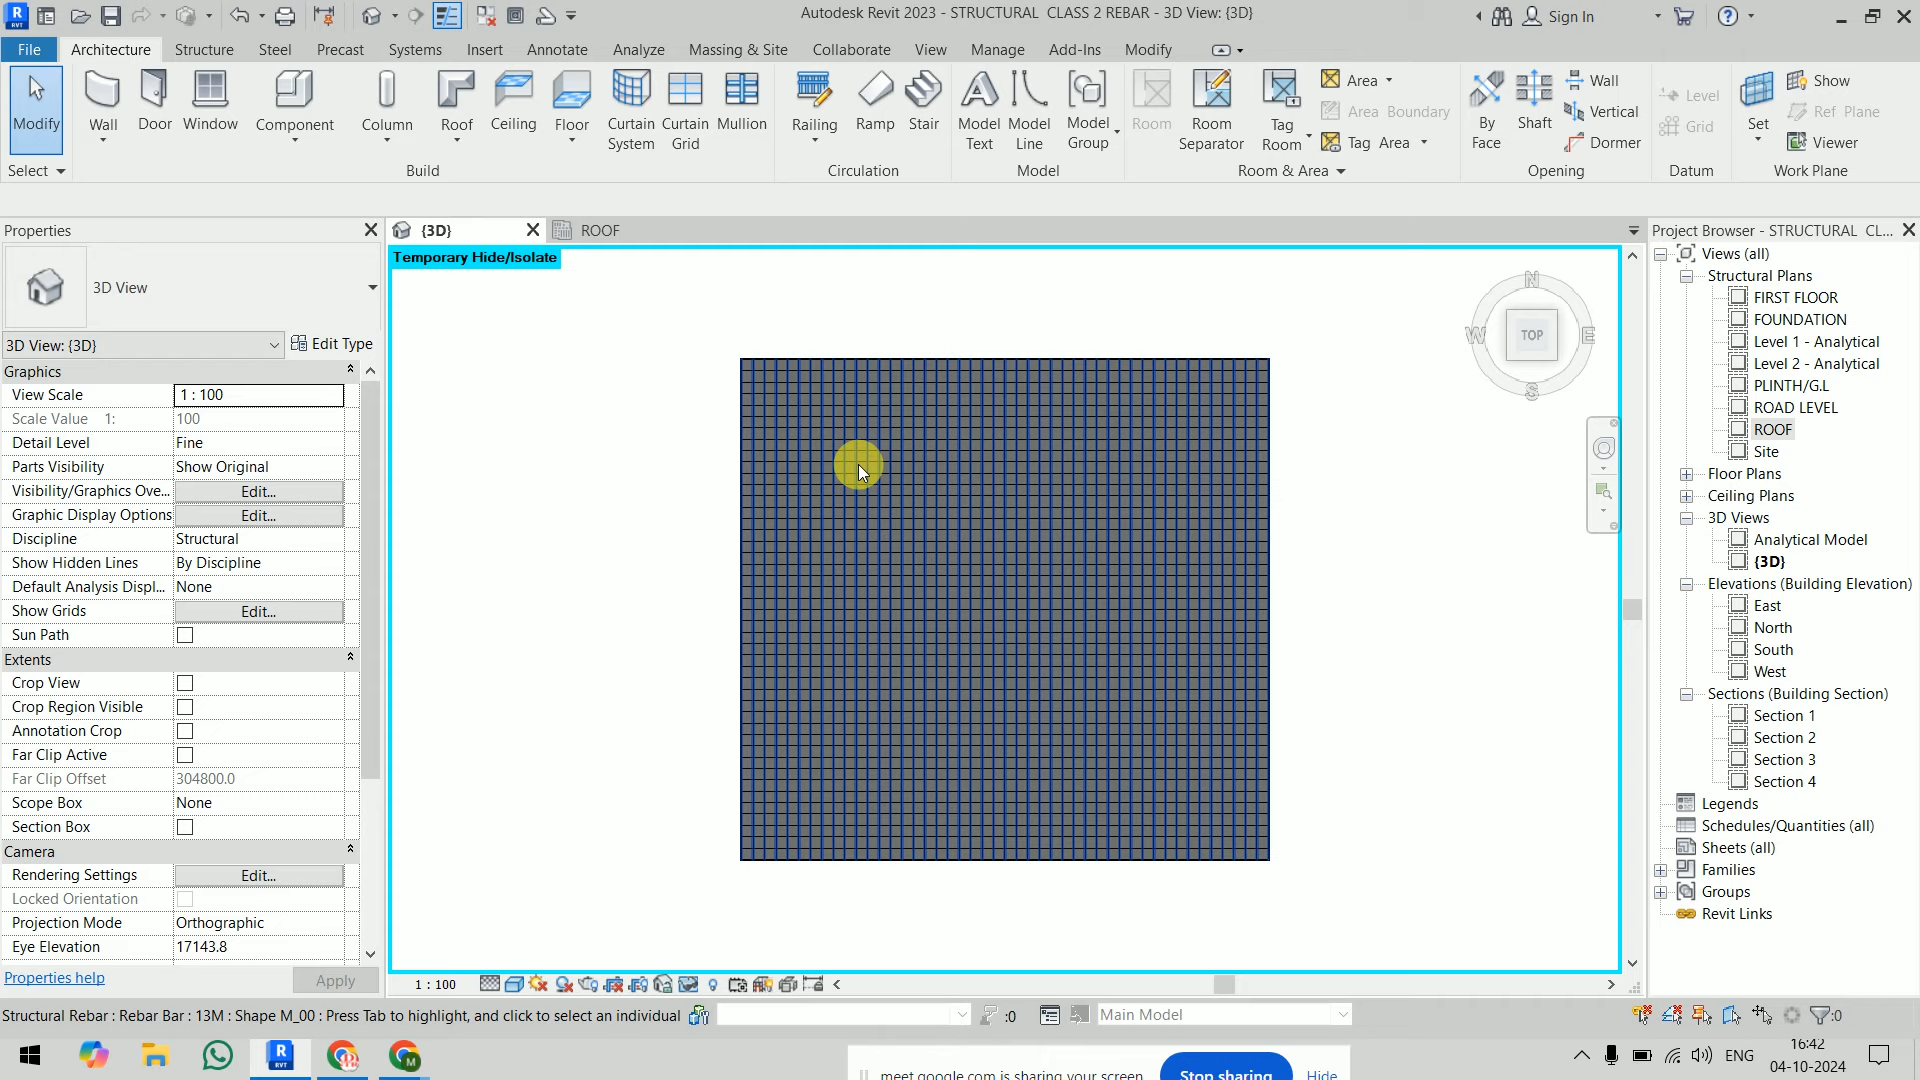 Autodesk Revit 2023 - STRUCTURAL CLASS 2 REBAR - 3D View: {3D}
Sign In
File Architecture Structure Steel Precast Systems Insert Annotate Analyze Massing & Site Collaborate View Manage Add-Ins Modify
Modify Wall Door Window Component Column Roof Ceiling Floor Curtain System Curtain Grid Mullion Railing Ramp Stair Model Text Model Line Model Group Room Room Separator Tag Room Area Area Boundary Tag Area By Face Shaft Wall Vertical Dormer Level Grid Set Show Ref Plane Viewer
Select Build Circulation Model Room & Area Opening Datum Work Plane
Properties
3D View
3D View: {3D} Edit Type
Graphics
View Scale 1 : 100
Scale Value 1: 100
Detail Level Fine
Parts Visibility Show Original
Visibility/Graphics Ove... Edit...
Graphic Display Options Edit...
Discipline Structural
Show Hidden Lines By Discipline
Default Analysis Displ... None
Show Grids Edit...
Sun Path
Extents
Crop View
Crop Region Visible
Annotation Crop
Far Clip Active
Far Clip Offset 304800.0
Scope Box None
Section Box
Camera
Rendering Settings Edit...
Locked Orientation
Projection Mode Orthographic
Eye Elevation 17143.8
Properties help Apply
{3D} ROOF
Temporary Hide/Isolate
N
W TOP E
S
1 : 100
Project Browser - STRUCTURAL CL...
Views (all)
Structural Plans
FIRST FLOOR
FOUNDATION
Level 1 - Analytical
Level 2 - Analytical
PLINTH/G.L
ROAD LEVEL
ROOF
Site
Floor Plans
Ceiling Plans
3D Views
Analytical Model
{3D}
Elevations (Building Elevation)
East
North
South
West
Sections (Building Section)
Section 1
Section 2
Section 3
Section 4
Legends
Schedules/Quantities (all)
Sheets (all)
Families
Groups
Revit Links
Structural Rebar : Rebar Bar : 13M : Shape M_00 : Press Tab to highlight, and click to select an individual :0 Main Model :0
meet.google.com is sharing your screen. Stop sharing Hide
ENG
16:42
04-10-2024